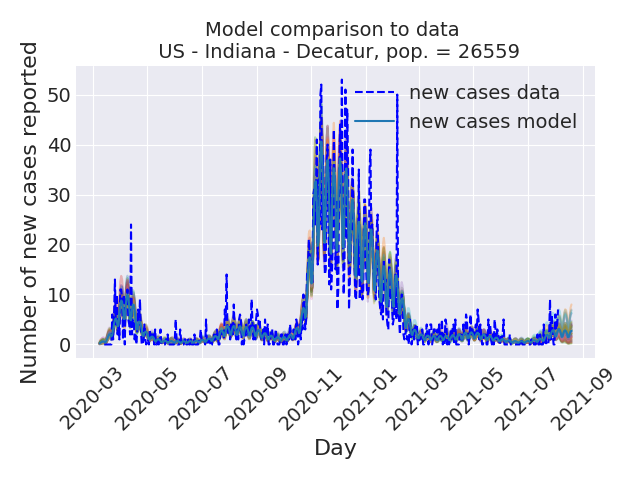 Model comparison to data
US - Indiana - Decatur, pop. = 26559
Number of new cases reported
50
40
30
20
10
0
new cases data
new cases model
2020-03
2020-05
2020-07
2020-09
2020-11
2021-01
2021-03
2021-05
2021-07
2021-09
Day